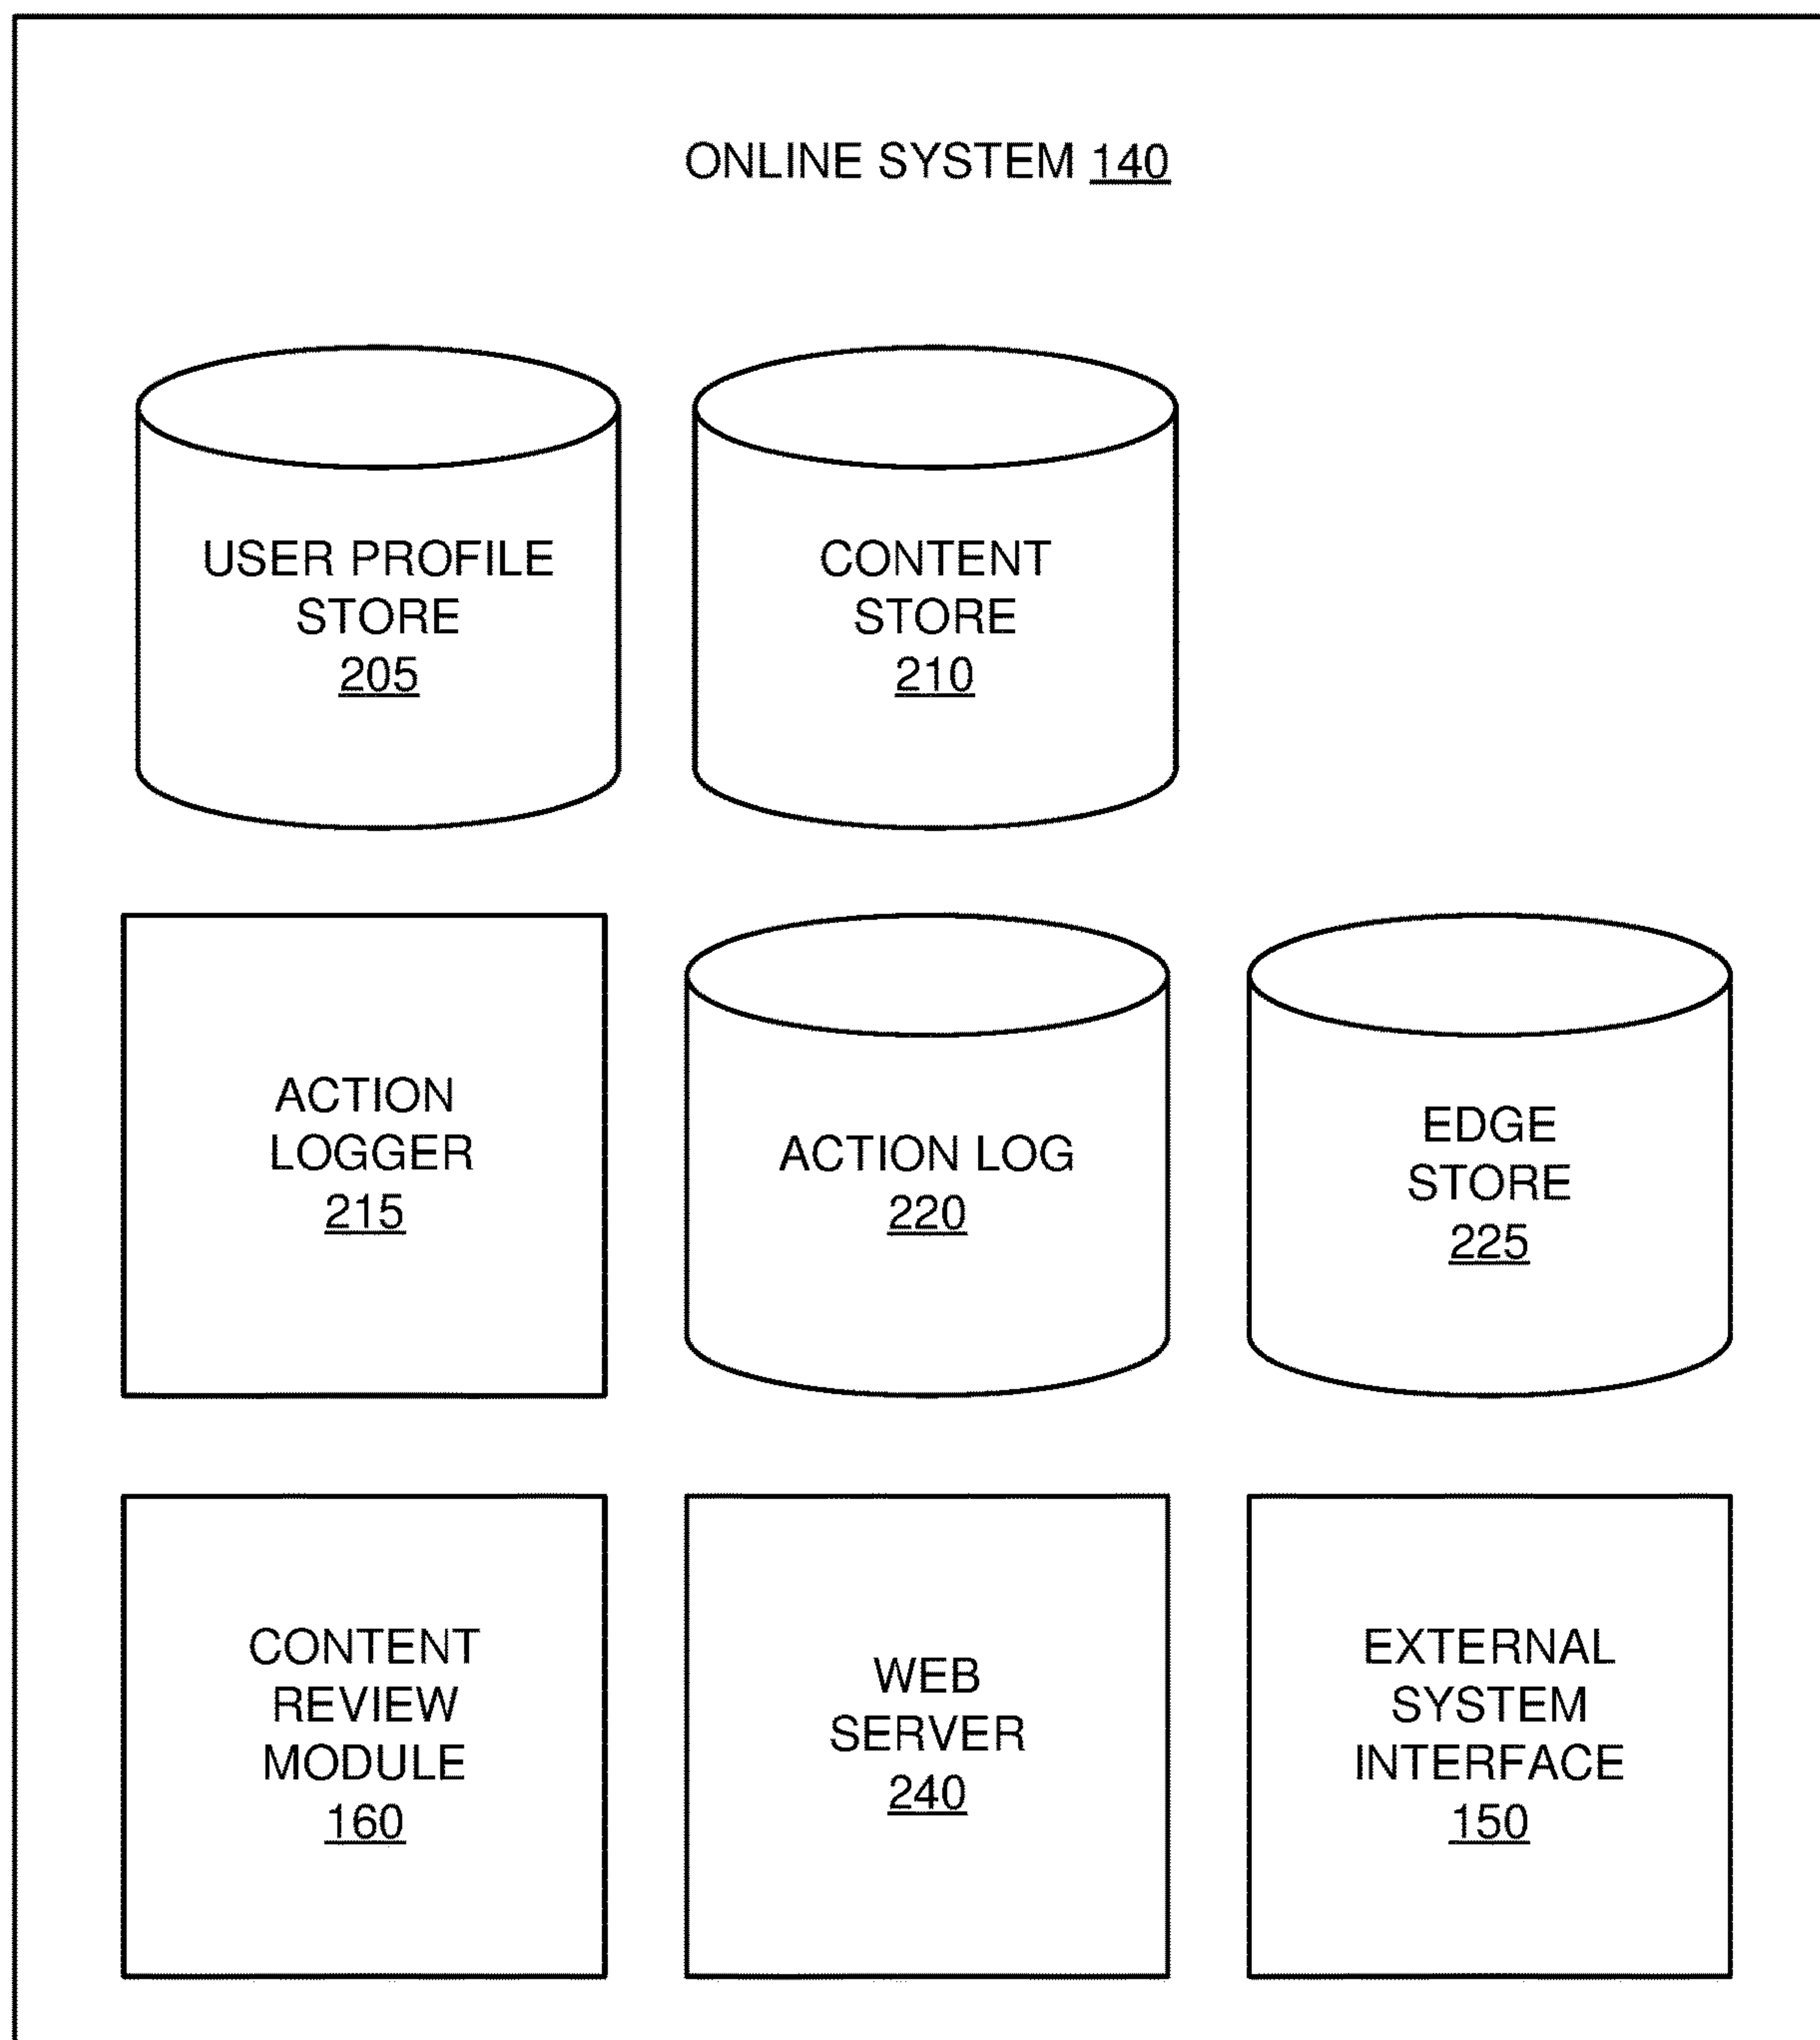 ONLINE SYSTEM 140
USER PROFILE
STORE
205
CONTENT
STORE
210
ACTION
LOGGER
215
ACTION LOG
220
EDGE
STORE
225
CONTENT
REVIEW
MODULE
160
WEB
SERVER
240
EXTERNAL
SYSTEM
INTERFACE
150